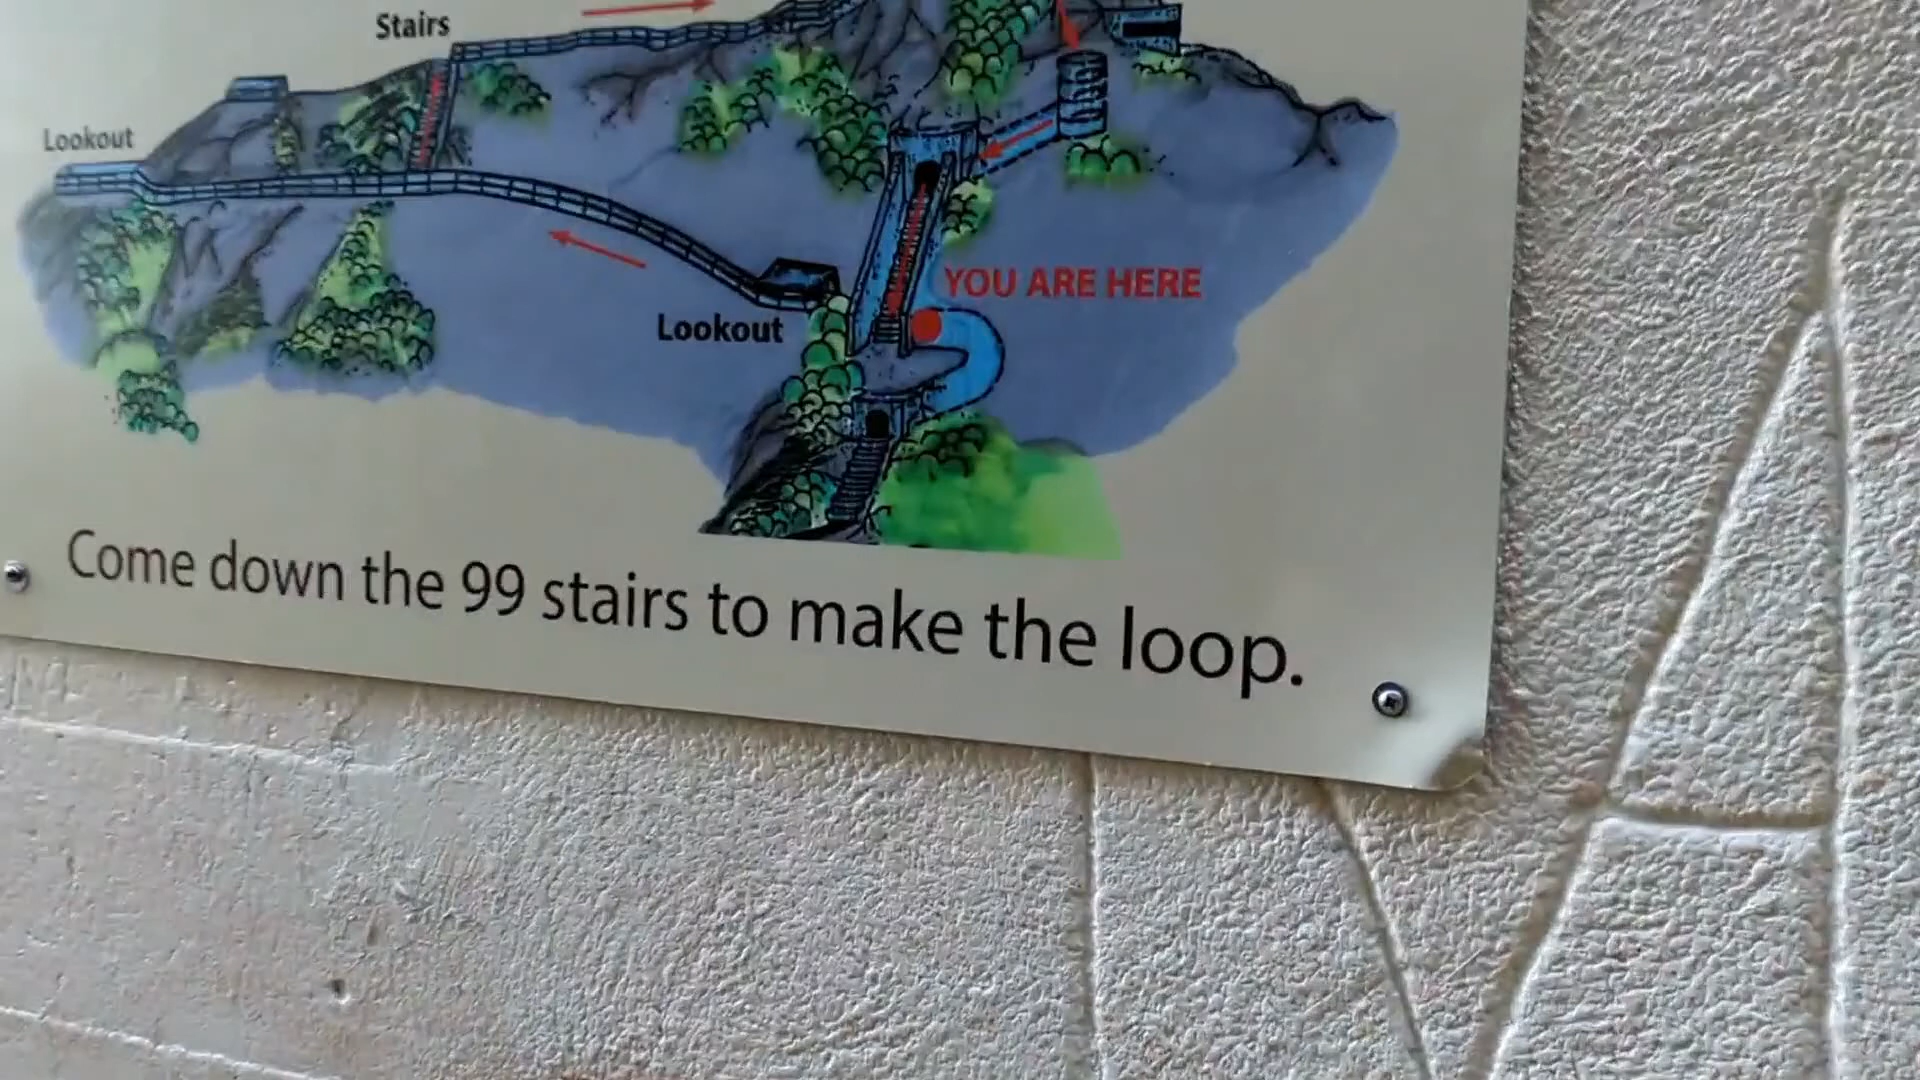 Stairs
Lookout
YOU ARE HERE
Lookout
Come down the 99 stairs to make the loop.